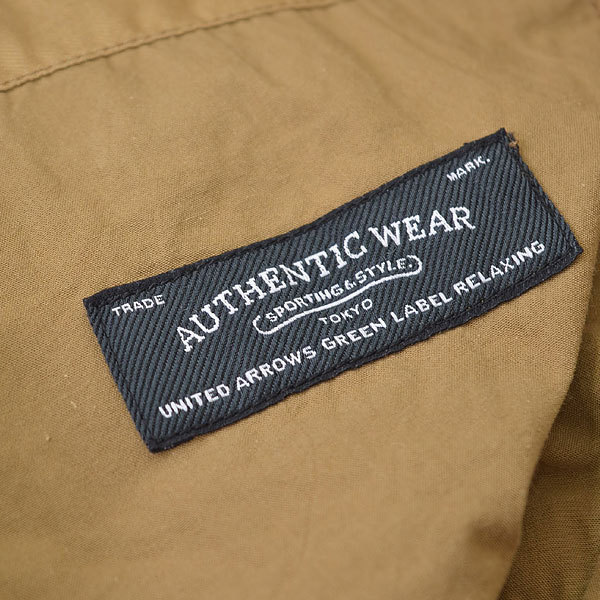 TRADE MARK.
AUTHENTIC WEAR
SPORTING & STYLE
TOKYO
UNITED ARROWS GREEN LABEL RELAXING